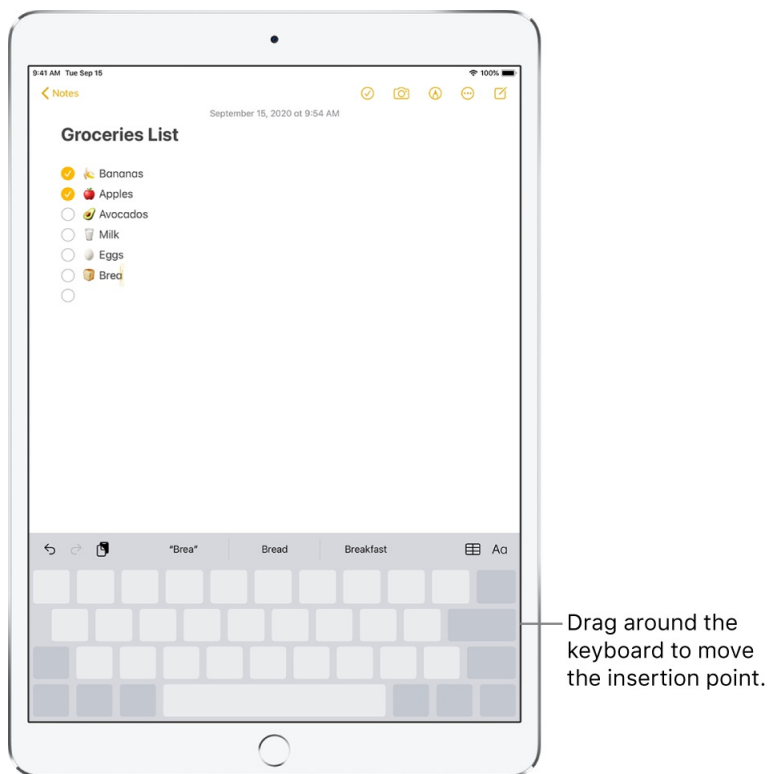 9:41 AM Tue Sep 15
100%
Notes
September 15, 2020 at 9:54 AM
Groceries List
Bananas
Apples
Avocados
Milk
Eggs
Brea
"Brea" Bread Breakfast Aa
Drag around the
keyboard to move
the insertion point.